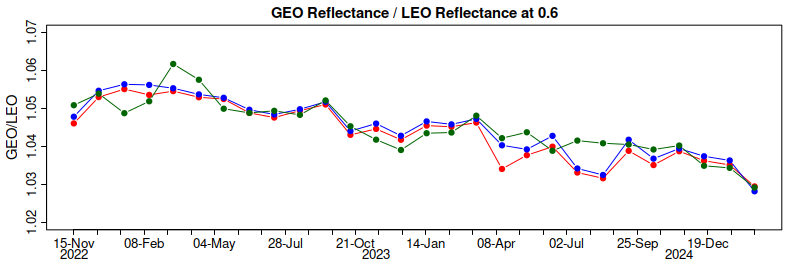 GEO Reflectance / LEO Reflectance at 0.6
GEO/LEO
1.07
1.06
1.05
1.04
1.03
1.02
15-Nov 08-Feb 04-May 28-Jul 21-Oct 14-Jan 08-Apr 02-Jul 25-Sep 19-Dec
2022 2023 2024